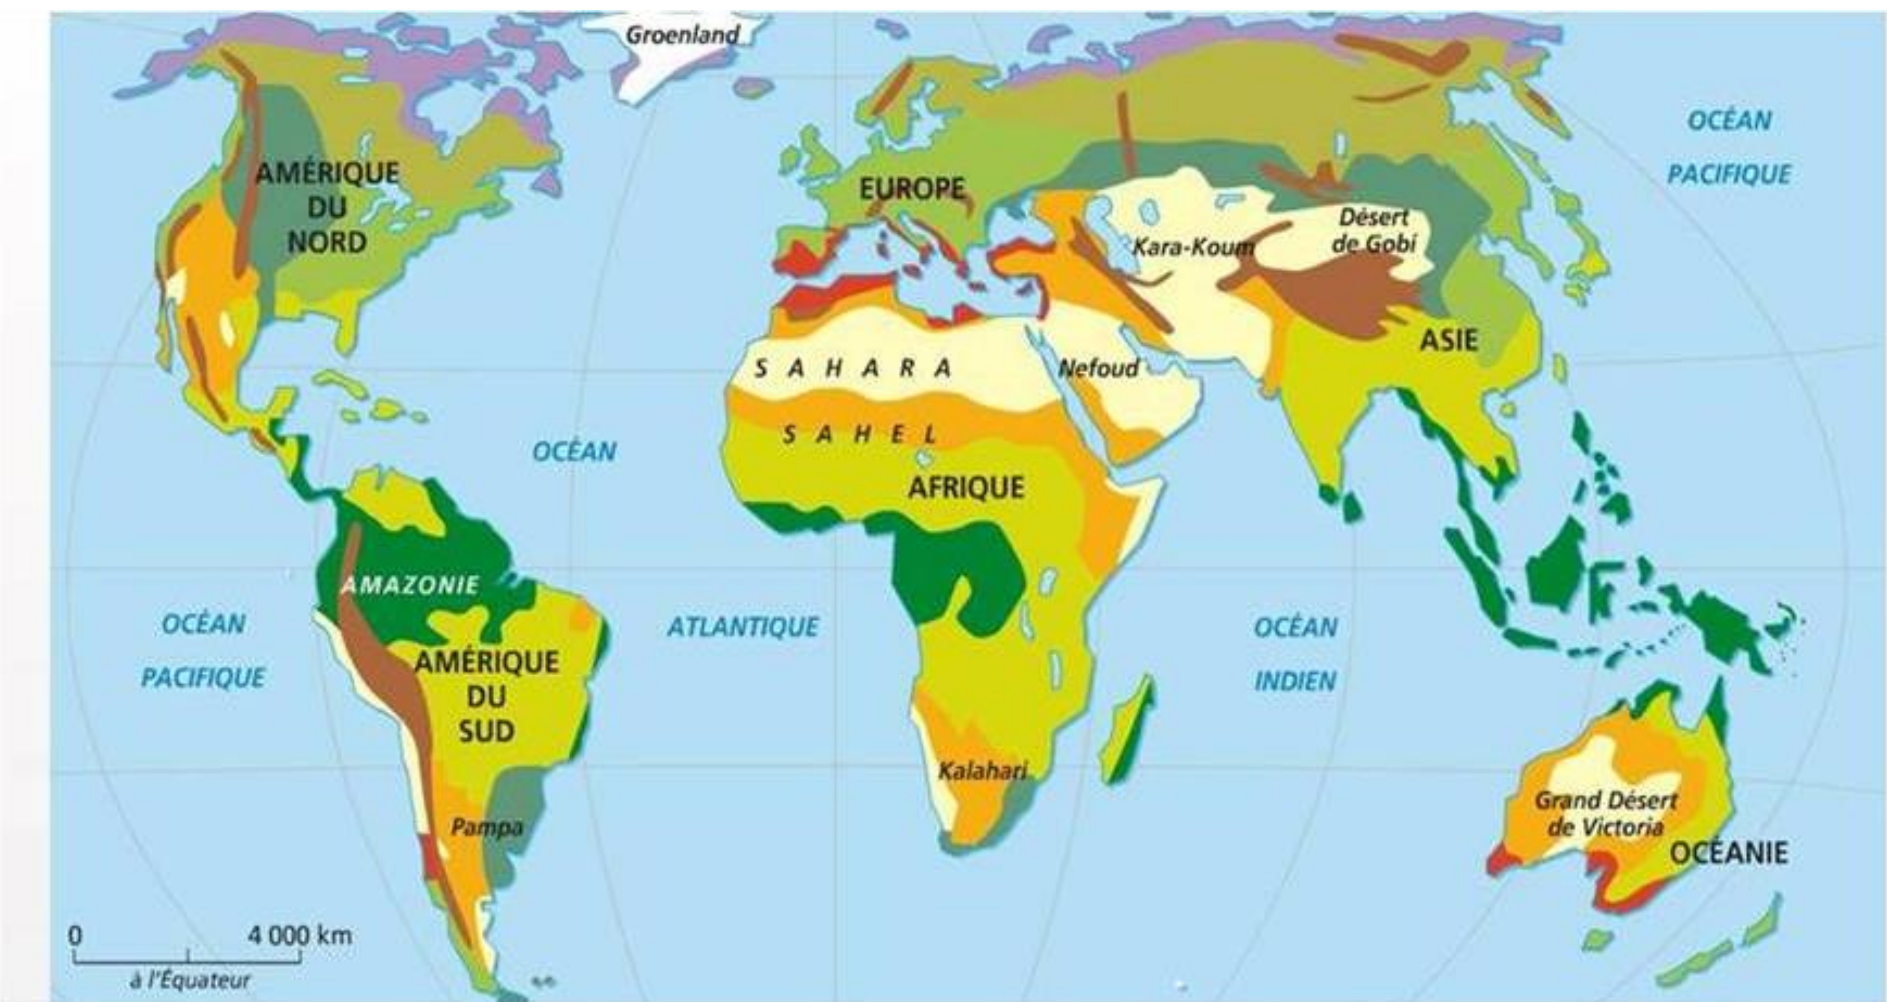 Groenland
OCÉAN
PACIFIQUE
AMÉRIQUE
DU
NORD
EUROPE
Désert
de Gobi
Kara-Koum
ASIE
SAHARA
Nefoud
SAHEL
OCÉAN
AFRIQUE
AMAZONIE
OCÉAN
PACIFIQUE
ATLANTIQUE
OCÉAN
INDIEN
AMÉRIQUE
DU
SUD
Kalahari
Pampa
Grand Désert
de Victoria
OCÉANIE
0 4 000 km
à l'Équateur